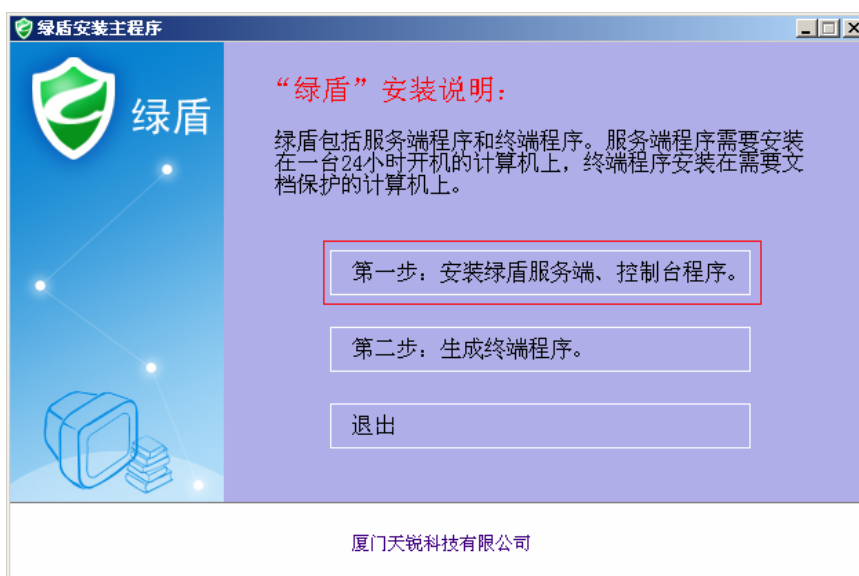 绿盾安装主程序
绿盾
“绿盾”安装说明：
绿盾包括服务端程序和终端程序。服务端程序需要安装
在一台24小时开机的计算机上，终端程序安装在需要文
档保护的计算机上。
第一步：安装绿盾服务端、控制台程序。
第二步：生成终端程序。
退出
厦门天锐科技有限公司